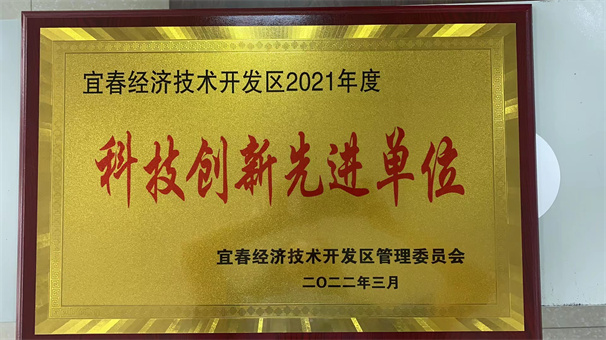 宜春经济技术开发区2021年度
科技创新先进单位
宜春经济技术开发区管理委员会
二〇二二年三月